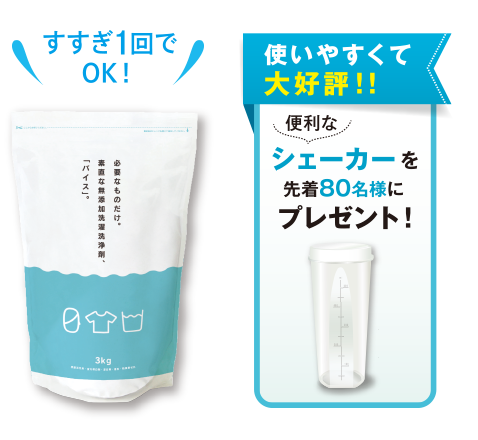 すすぎ1回で
OK！
必要なものだけ。
素直な無添加洗濯洗浄剤、
「バイス」。
3kg
使いやすくて
大好評！！
便利な
シェーカーを
先着80名様に
プレゼント！